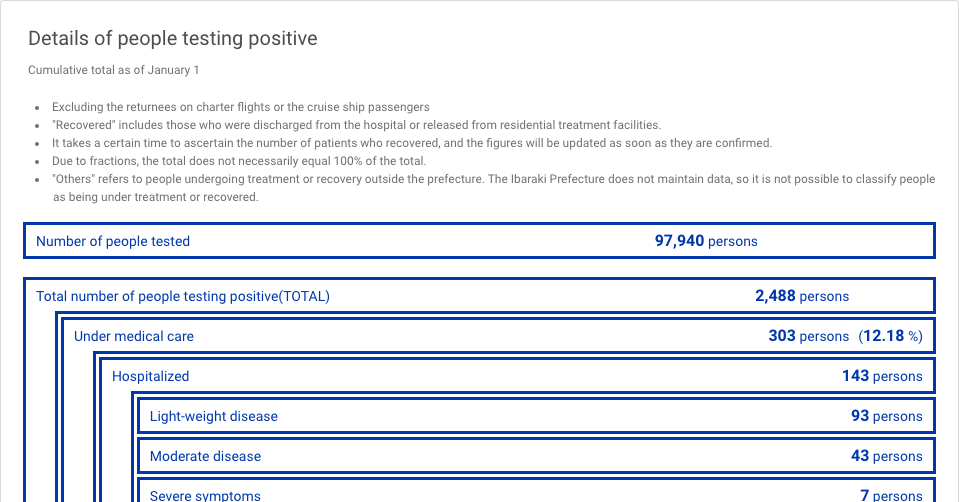 Details of people testing positive
Cumulative total as of January 1
• Excluding the returnees on charter flights or the cruise ship passengers
• "Recovered" includes those who were discharged from the hospital or released from residential treatment facilities.
• It takes a certain time to ascertain the number of patients who recovered, and the figures will be updated as soon as they are confirmed.
• Due to fractions, the total does not necessarily equal 100% of the total.
• "Others" refers to people undergoing treatment or recovery outside the prefecture. The Ibaraki Prefecture does not maintain data, so it is not possible to classify people
as being under treatment or recovered.
Number of people tested 97,940 persons
Total number of people testing positive(TOTAL) 2,488 persons
Under medical care 303 persons (12.18 %)
Hospitalized 143 persons
Light-weight disease 93 persons
Moderate disease 43 persons
Severe symptoms 7 persons